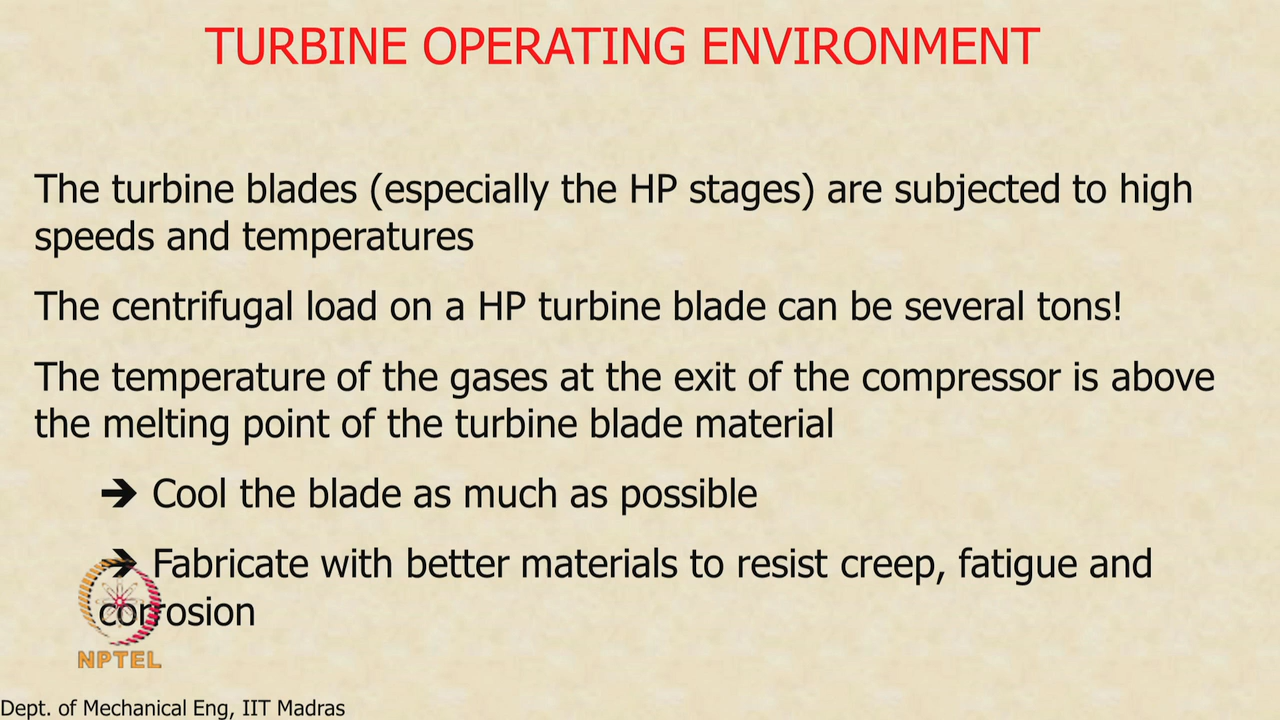 TURBINE OPERATING ENVIRONMENT
The turbine blades (especially the HP stages) are subjected to high
speeds and temperatures
The centrifugal load on a HP turbine blade can be several tons!
The temperature of the gases at the exit of the compressor is above
the melting point of the turbine blade material
➔ Cool the blade as much as possible
➔ Fabricate with better materials to resist creep, fatigue and
corrosion
NPTEL
Dept. of Mechanical Eng, IIT Madras